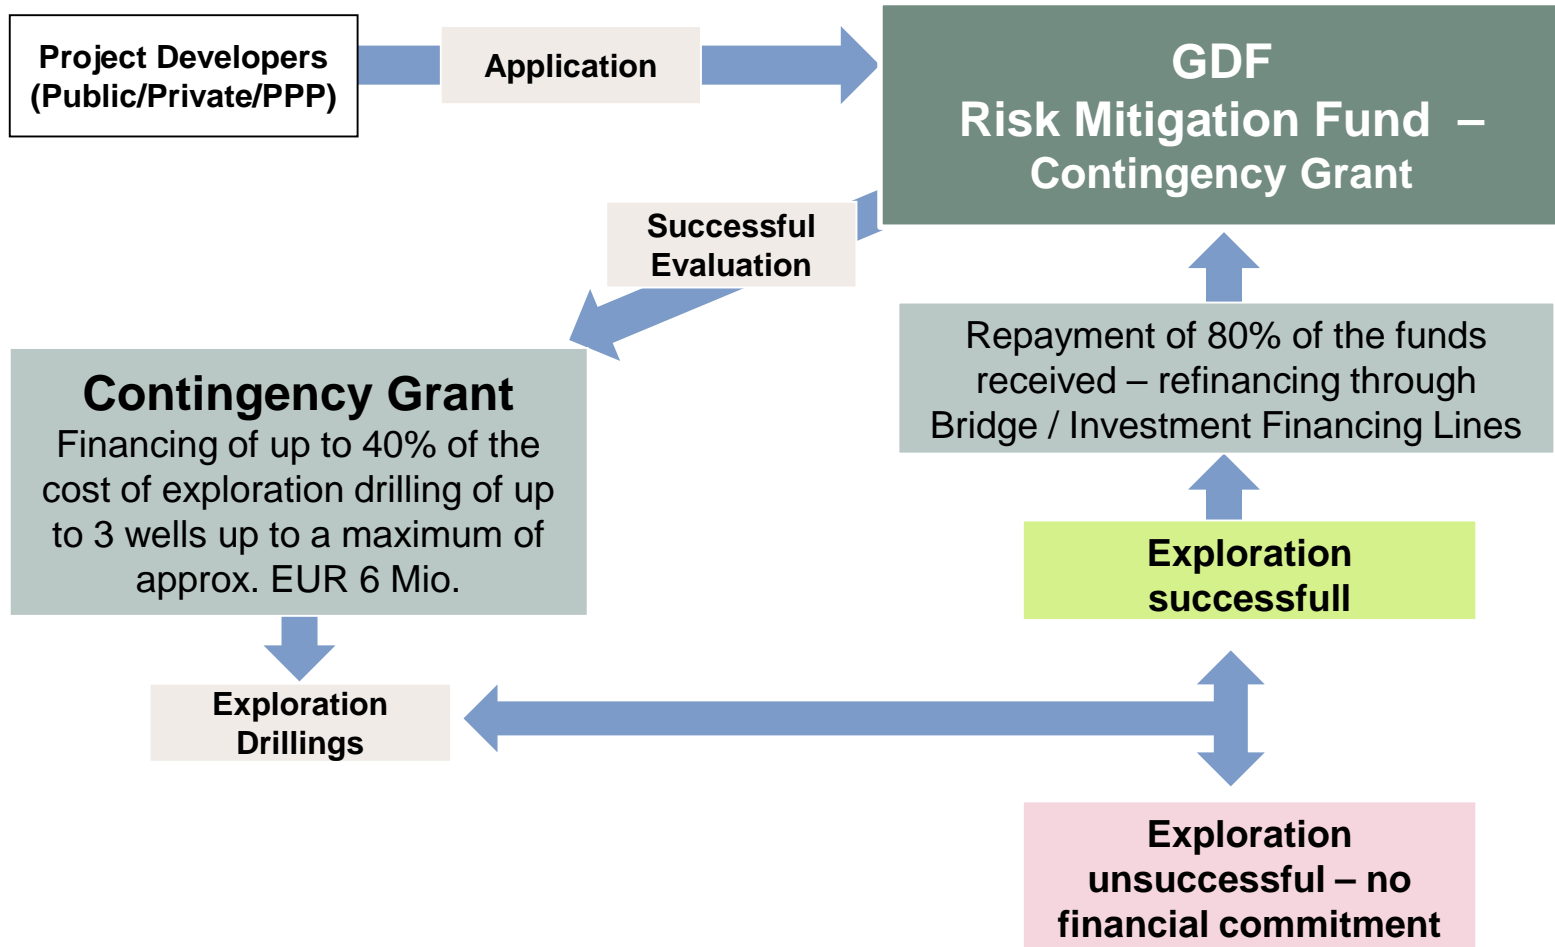 Project Developers
(Public/Private/PPP)
Application
GDF
Risk Mitigation Fund –
Contingency Grant
Successful
Evaluation
Contingency Grant
Financing of up to 40% of the
cost of exploration drilling of up
to 3 wells up to a maximum of
approx. EUR 6 Mio.
Repayment of 80% of the funds
received – refinancing through
Bridge / Investment Financing Lines
Exploration
successfull
Exploration
Drillings
Exploration
unsuccessful – no
financial commitment